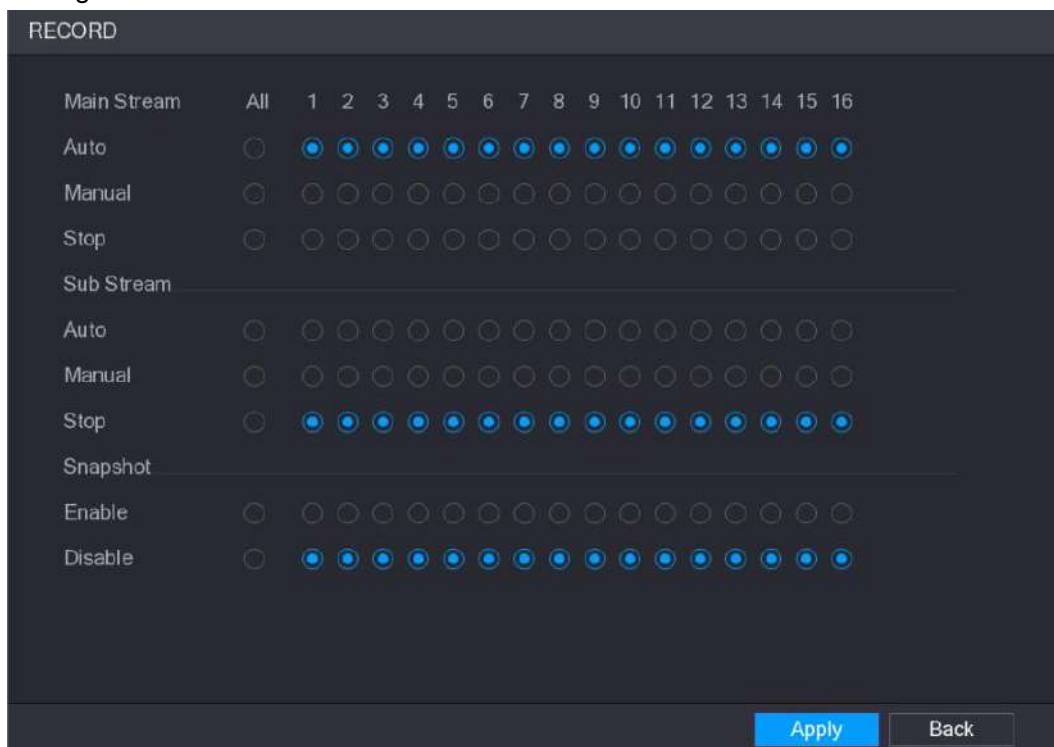 RECORD
Main Stream All 1 2 3 4 5 6 7 8 9 10 11 12 13 14 15 16
Auto
Manual
Stop
Sub Stream
Auto
Manual
Stop
Snapshot
Enable
Disable
Apply Back